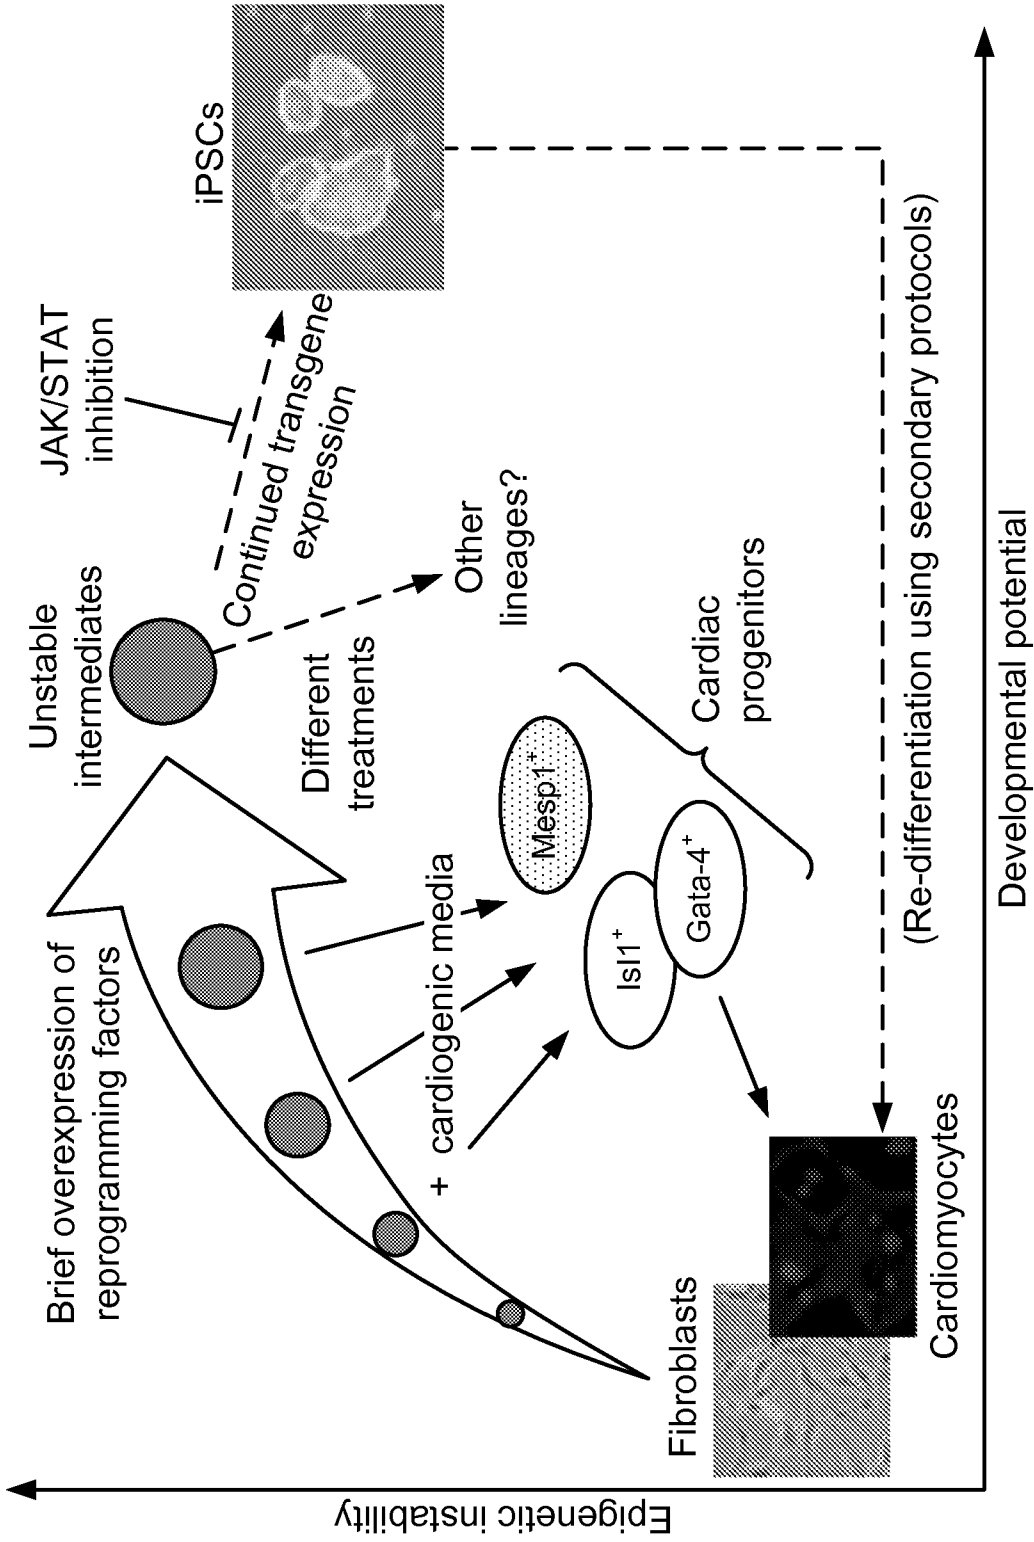 Brief overexpression of
reprogramming factors
Unstable
intermediates
JAK/STAT
inhibition
iPSCs
Continued transgene
expression
Different
treatments
Other
lineages?
+ cardiogenic media
Mesp1+
Isl1+
Gata-4+
Cardiac
progenitors
Fibroblasts
Cardiomyocytes
(Re-differentiation using secondary protocols)
Developmental potential
Epigenetic instability